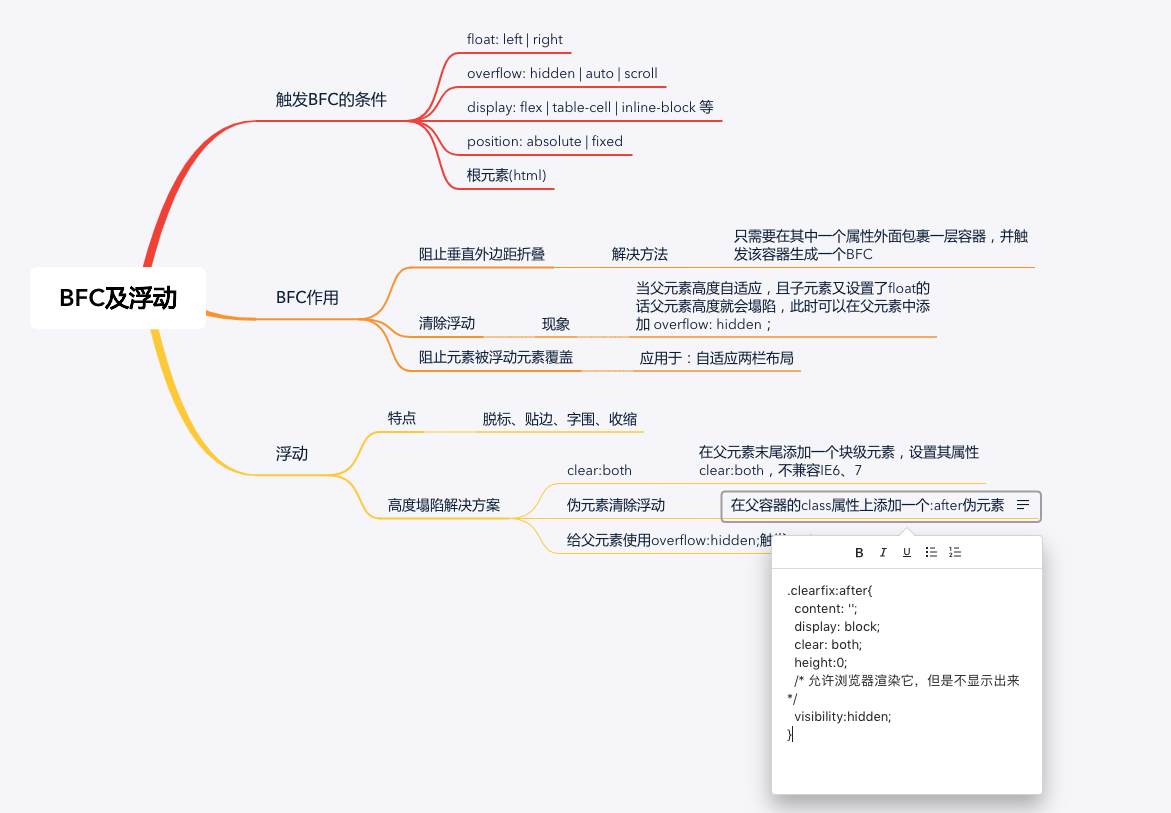 float: left | right
overflow: hidden | auto | scroll
触发BFC的条件
display: flex | table-cell | inline-block 等
position: absolute | fixed
根元素(html)
只需要在其中一个属性外面包裹一层容器，并触
发该容器生成一个BFC
阻止垂直外边距折叠
解决方法
BFC及浮动
BFC作用
当父元素高度自适应，且子元素又设置了float的
话父元素高度就会塌陷，此时可以在父元素中添
加 overflow: hidden；
清除浮动
现象
阻止元素被浮动元素覆盖
应用于：自适应两栏布局
特点
脱标、贴边、字围、收缩
浮动
在父元素末尾添加一个块级元素，设置其属性
clear:both，不兼容IE6、7
clear:both
高度塌陷解决方案
伪元素清除浮动
在父容器的class属性上添加一个:after伪元素
给父元素使用overflow:hidden;触
B I U
.clearfix:after{
content: '';
display: block;
clear: both;
height:0;
/* 允许浏览器渲染它，但是不显示出来
*/
visibility:hidden;
}